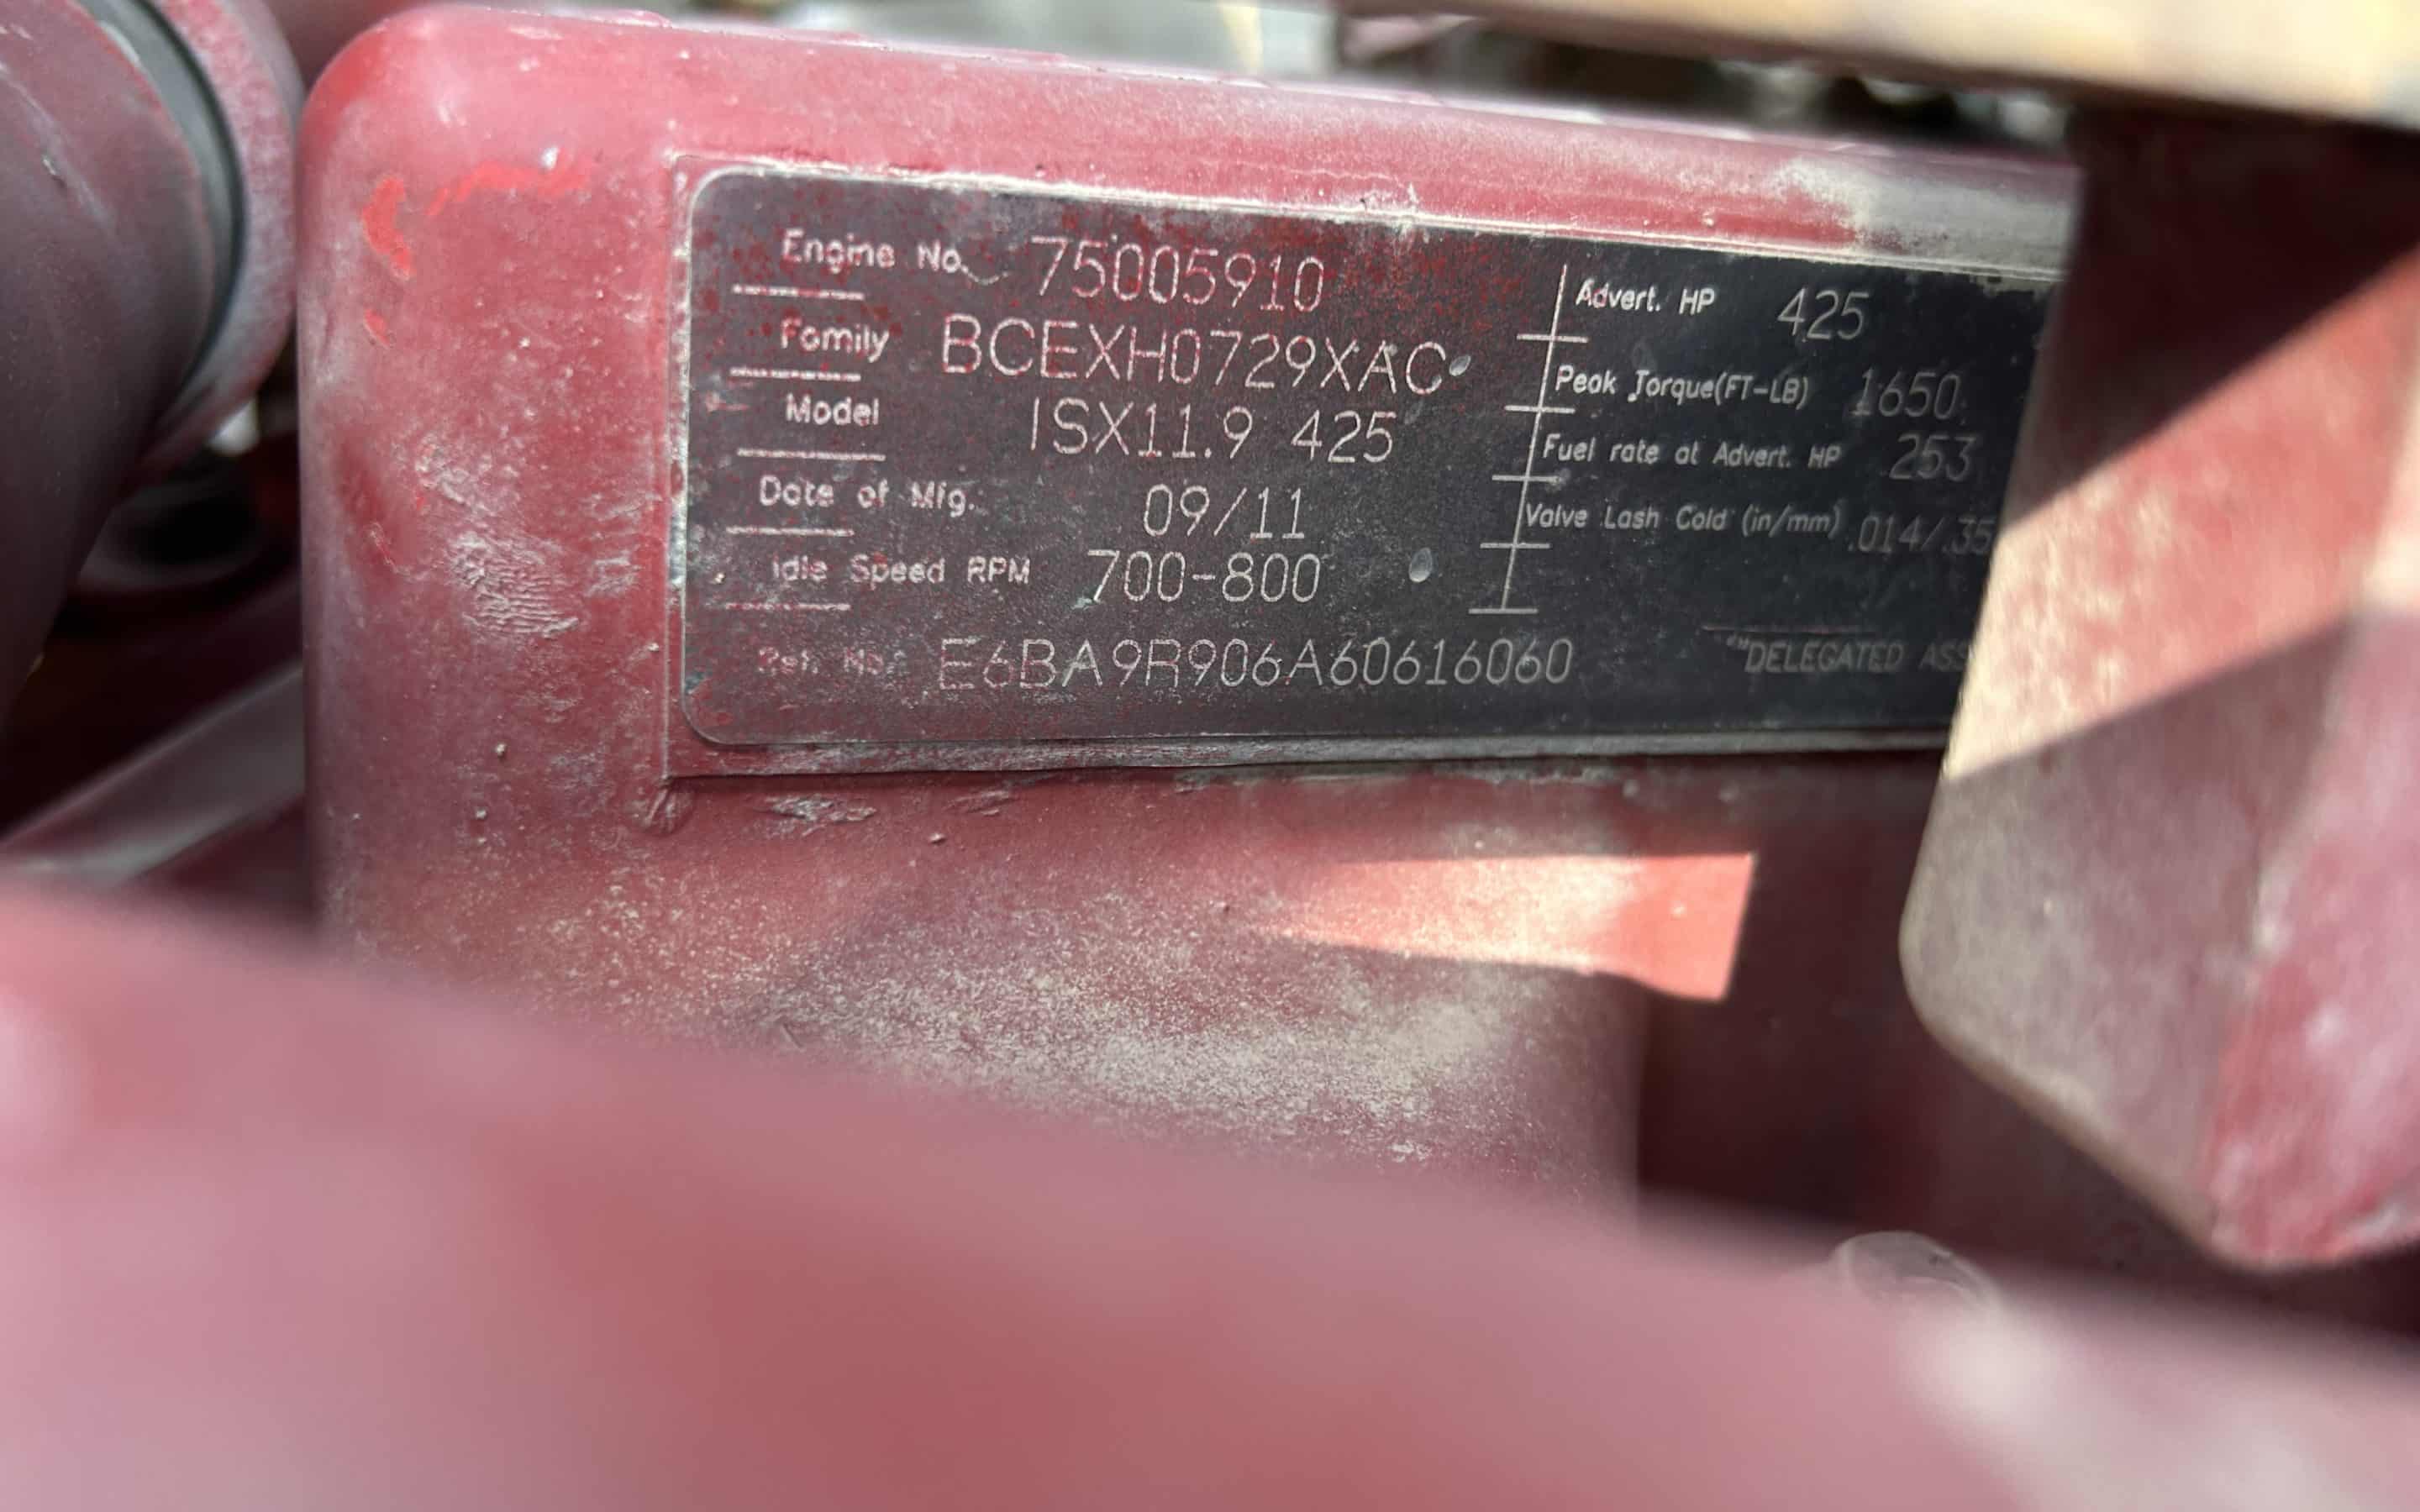 Engine No. 75005910
Family BCEXH0729XAC
Model ISX11.9 425
Date of Mfg. 09/11
Idle Speed RPM 700-800
Ref. No. E6BA9R906A60616060
Advert. HP 425
Peak Torque(FT-LB) 1650
Fuel rate at Advert. HP 253
Valve Lash Cold (in/mm) .014/.35
DELEGATED ASS